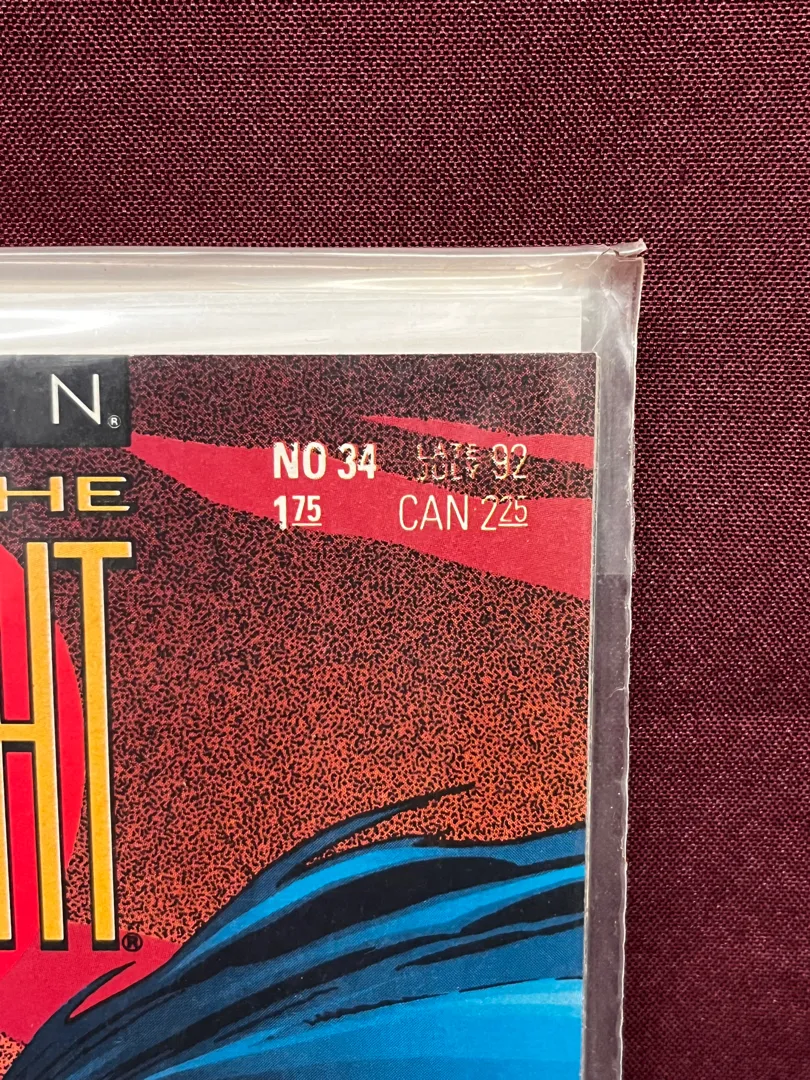 N®
HE
HT®
NO 34 LATE JULY 92
1.75 CAN 2.25